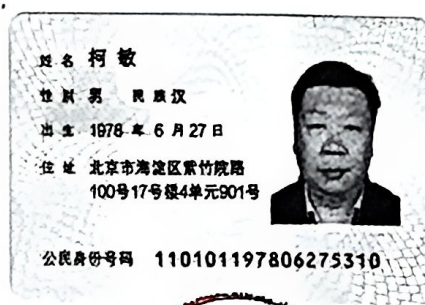 姓名 柯敏
性别 男 民族汉
出生 1978 年 6 月 27 日
住址 北京市海淀区紫竹院路
100号17号楼4单元901号
公民身份号码 110101197806275310